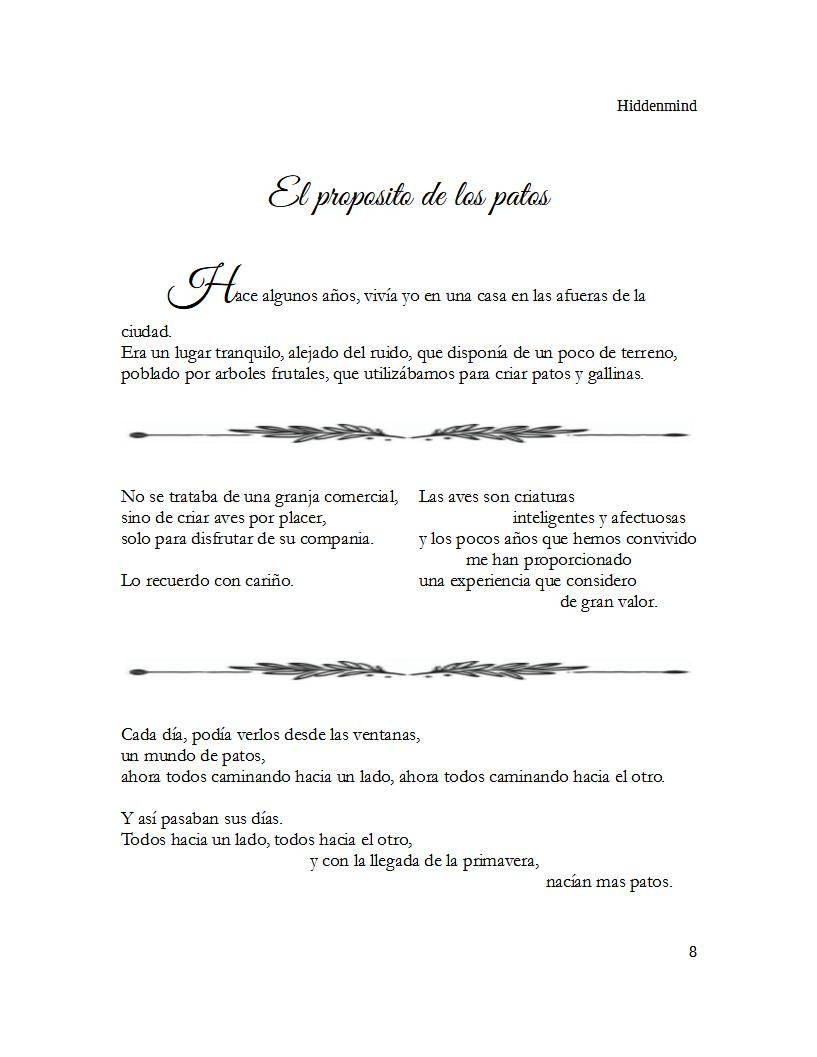 Hiddenmind
El proposito de los patos
Hace algunos años, vivía yo en una casa en las afueras de la
ciudad.
Era un lugar tranquilo, alejado del ruido, que disponía de un poco de terreno,
poblado por arboles frutales, que utilizábamos para criar patos y gallinas.
No se trataba de una granja comercial,
sino de criar aves por placer,
solo para disfrutar de su compania.
Lo recuerdo con cariño.
Las aves son criaturas
inteligentes y afectuosas
y los pocos años que hemos convivido
me han proporcionado
una experiencia que considero
de gran valor.
Cada día, podía verlos desde las ventanas,
un mundo de patos,
ahora todos caminando hacia un lado, ahora todos caminando hacia el otro.
Y así pasaban sus días.
Todos hacia un lado, todos hacia el otro,
y con la llegada de la primavera,
nacían mas patos.
8